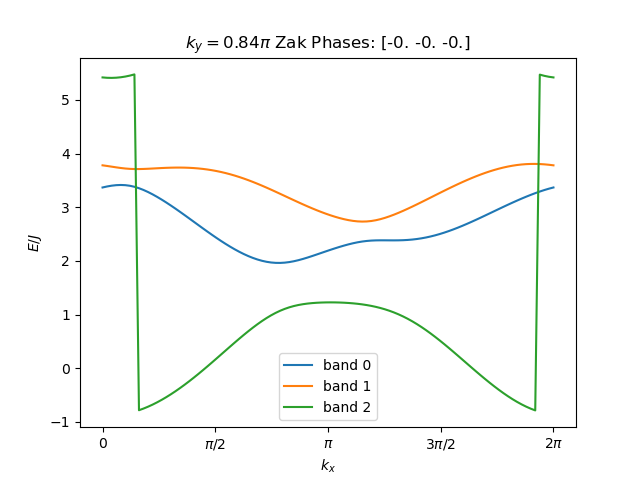 k_y = 0.84π Zak Phases: [-0. -0. -0.]
E/J
5
4
3
2
1
0
−1
band 0
band 1
band 2
0
π/2
π
3π/2
2π
k_x